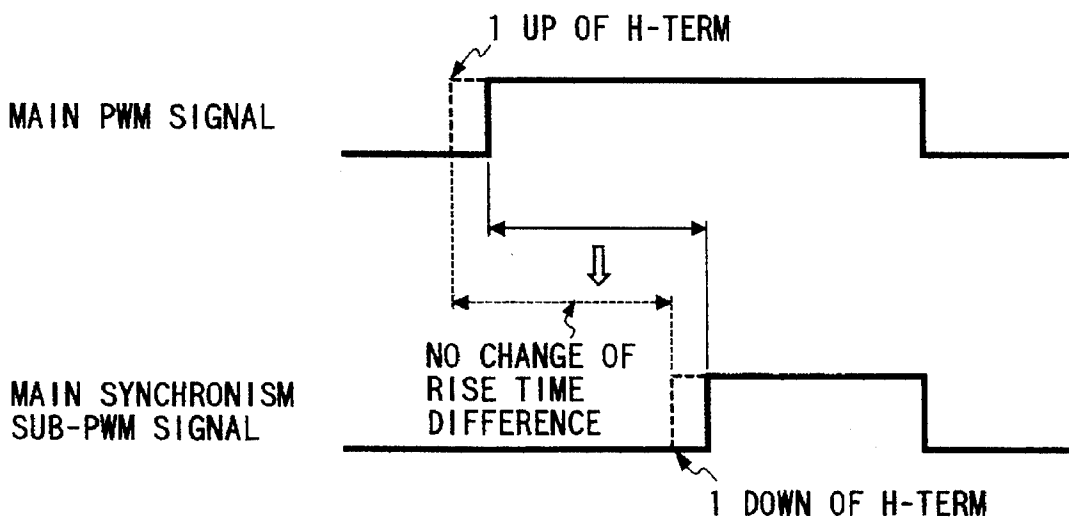 1 UP OF H-TERM
MAIN PWM SIGNAL
NO CHANGE OF
RISE TIME
DIFFERENCE
MAIN SYNCHRONISM
SUB-PWM SIGNAL
1 DOWN OF H-TERM